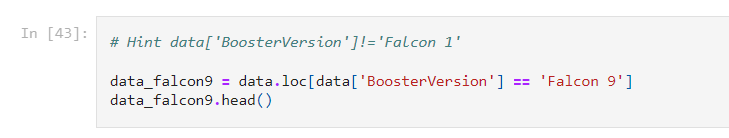 In [43]:
# Hint data['BoosterVersion']!='Falcon 1'
data_falcon9 = data.loc[data['BoosterVersion'] == 'Falcon 9']
data_falcon9.head()